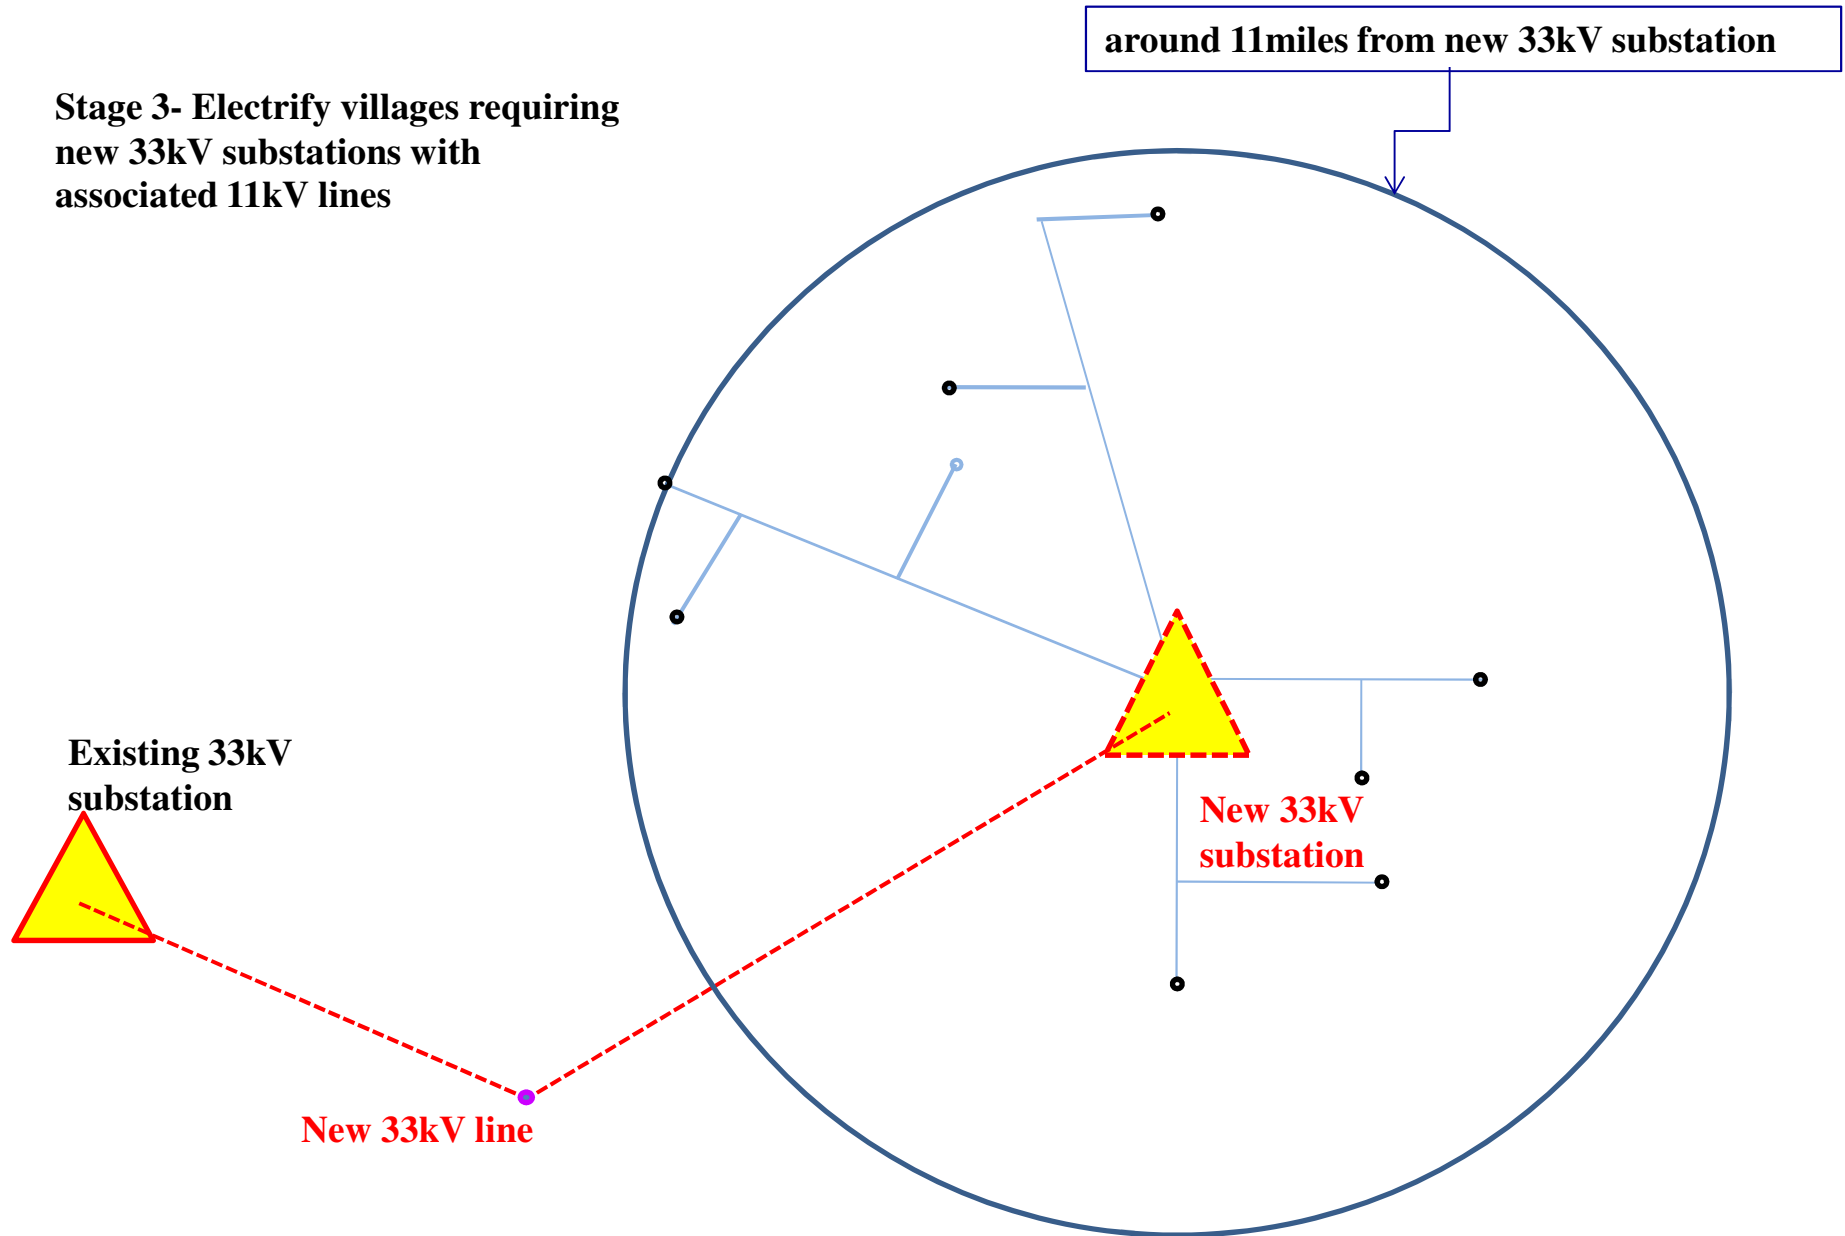 around 11miles from new 33kV substation
Stage 3- Electrify villages requiring
new 33kV substations with
associated 11kV lines
Existing 33kV
substation
New 33kV
substation
New 33kV line